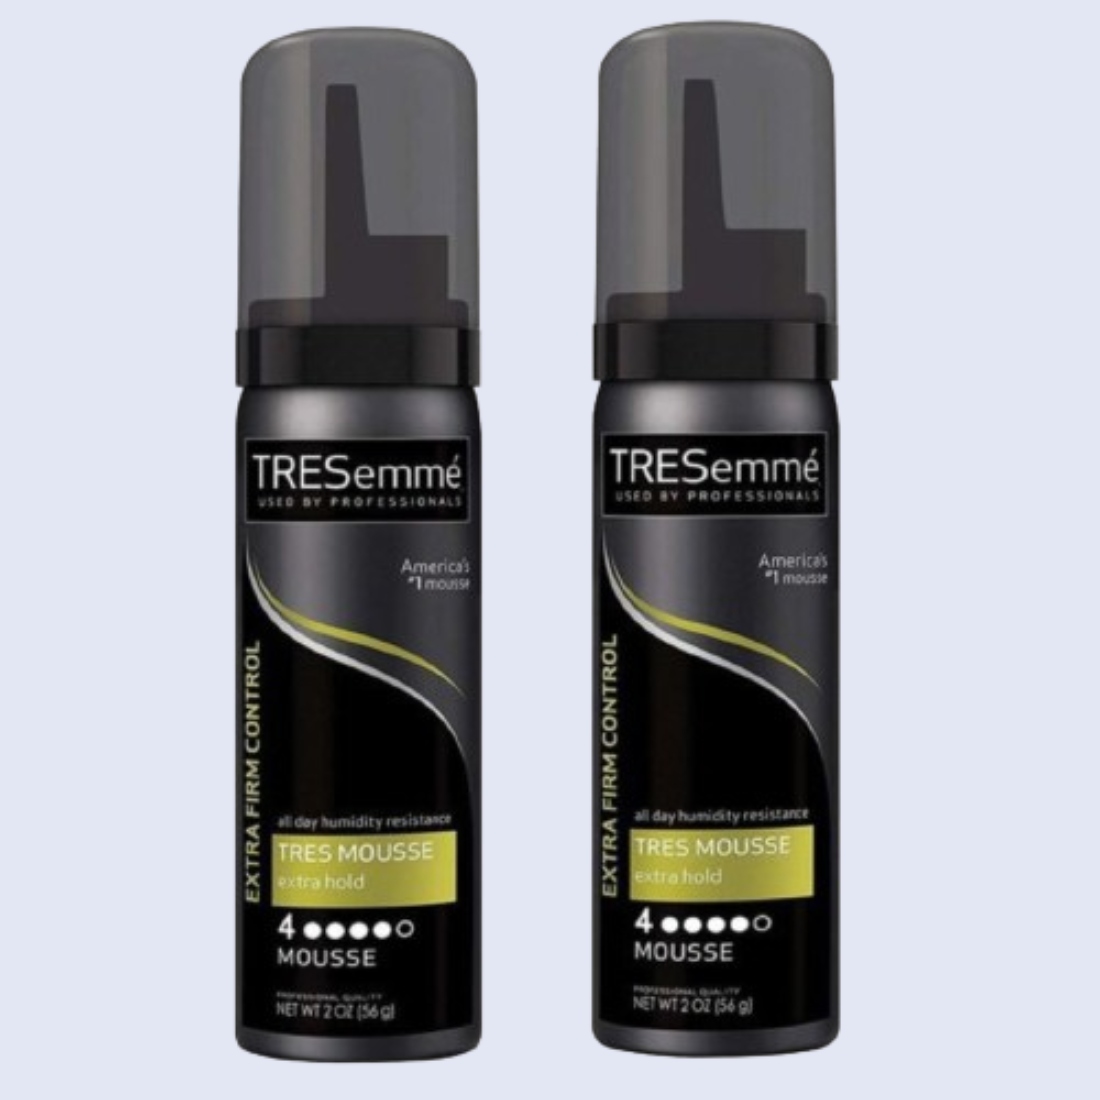 TRESemmé
USED BY PROFESSIONALS
America's
#1 mousse
EXTRA FIRM CONTROL
all day humidity resistance
TRES MOUSSE
extra hold
4
MOUSSE
PROFESSIONAL QUALITY
NET WT 2 OZ (56 g)
TRESemmé
USED BY PROFESSIONALS
America's
#1 mousse
EXTRA FIRM CONTROL
all day humidity resistance
TRES MOUSSE
extra hold
4
MOUSSE
PROFESSIONAL QUALITY
NET WT 2 OZ (56 g)